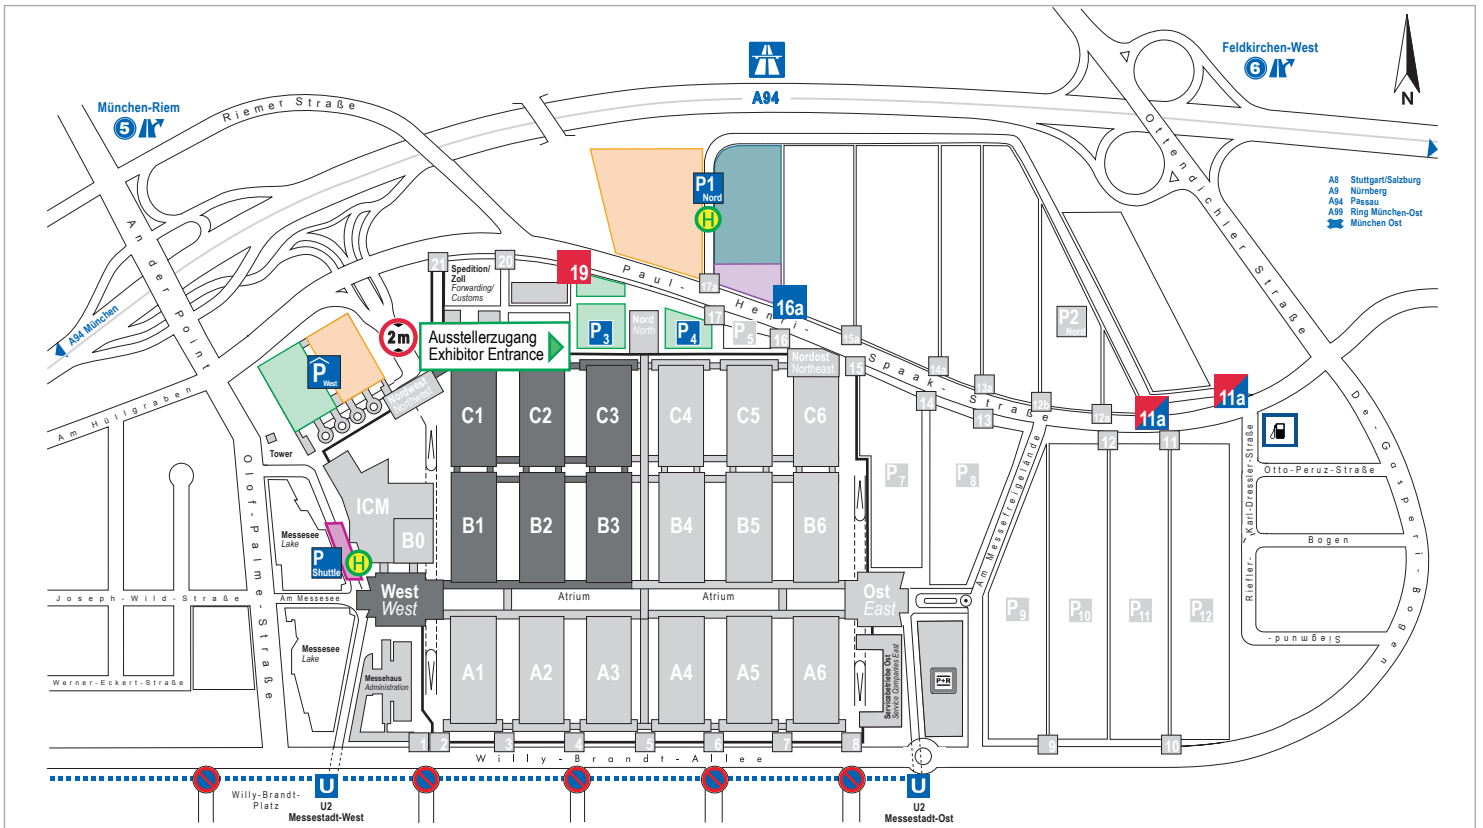 Feldkirchen-West
6
A94
N
München-Riem
5
Riemer Straße
Ottendichler Straße
A8 Stuttgart/Salzburg
A9 Nürnberg
A94 Passau
A99 Ring München-Ost
München Ost
P1
Nord
H
An der Point
21
20
19
Spedition/
Zoll
Forwarding/
Customs
Paul-Henri-Spaak-Straße
17a
16a
17
16
15a
15
14a
14
13a
13
12b
12a
12
11a
11a
11
A94 München
2m
Ausstellerzugang
Exhibitor Entrance
P3
Nord
North
P4
P5
P2
Nord
Nordost
Northeast
P
West
Nordwest
Northwest
Am Hüllgraben
Tower
C1
C2
C3
C4
C5
C6
P7
P8
Otto-Peruz-Straße
Karl-Dressler-Straße
De-Gasperi-Bogen
Olof-Palme-Straße
ICM
B0
B1
B2
B3
B4
B5
B6
Am Messefreigelände
Bogen
Riefler-
Messesee
Lake
P
Shuttle
H
West
West
Atrium
Atrium
Ost
East
Joseph-Wild-Straße
Am Messesee
P9
P10
P11
P12
Siegmund-
Messesee
Lake
Werner-Eckert-Straße
Messehaus
Administration
A1
A2
A3
A4
A5
A6
Servicebetriebe Ost
Service Companies East
P+R
1
2
3
4
5
6
7
8
9
10
Willy-Brandt-Allee
Willy-Brandt-
Platz
U
U2
Messestadt-West
U
U2
Messestadt-Ost